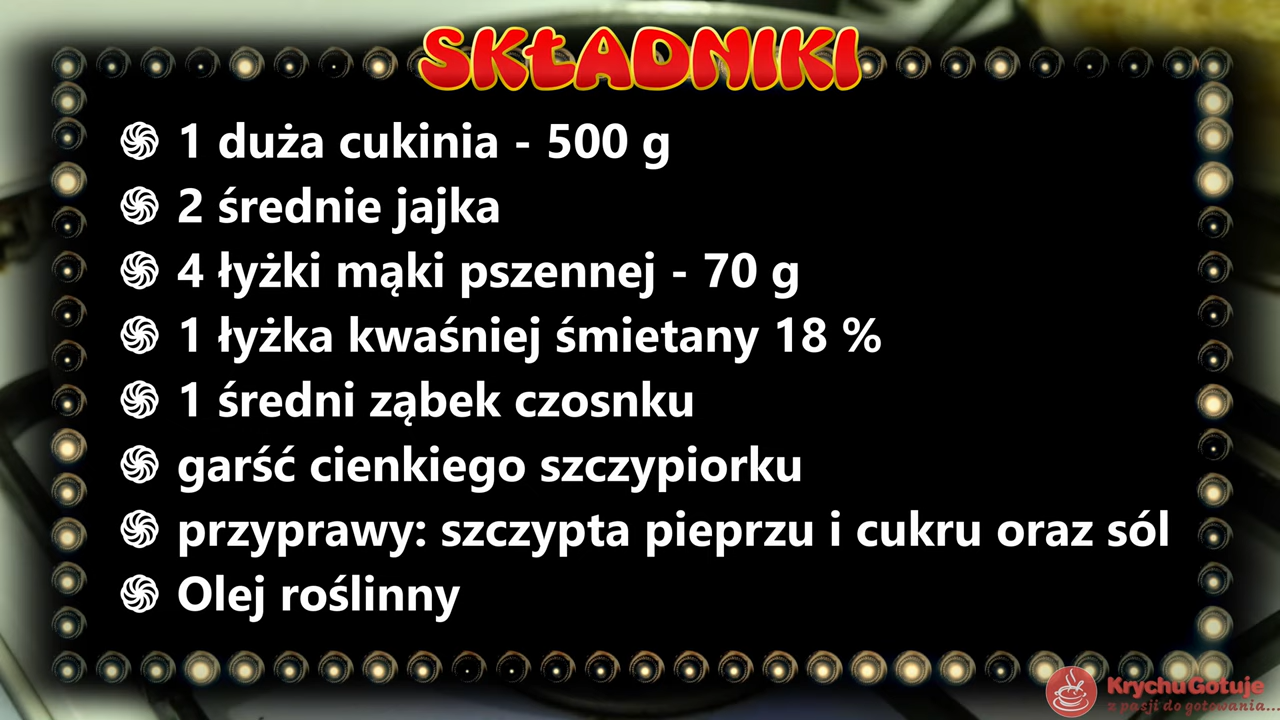 SKŁADNIKI
1 duża cukinia - 500 g
2 średnie jajka
4 łyżki mąki pszennej - 70 g
1 łyżka kwaśniej śmietany 18 %
1 średni ząbek czosnku
garść cienkiego szczypiorku
przyprawy: szczypta pieprzu i cukru oraz sól
Olej roślinny
KrychuGotuje
z pasji do gotowania...